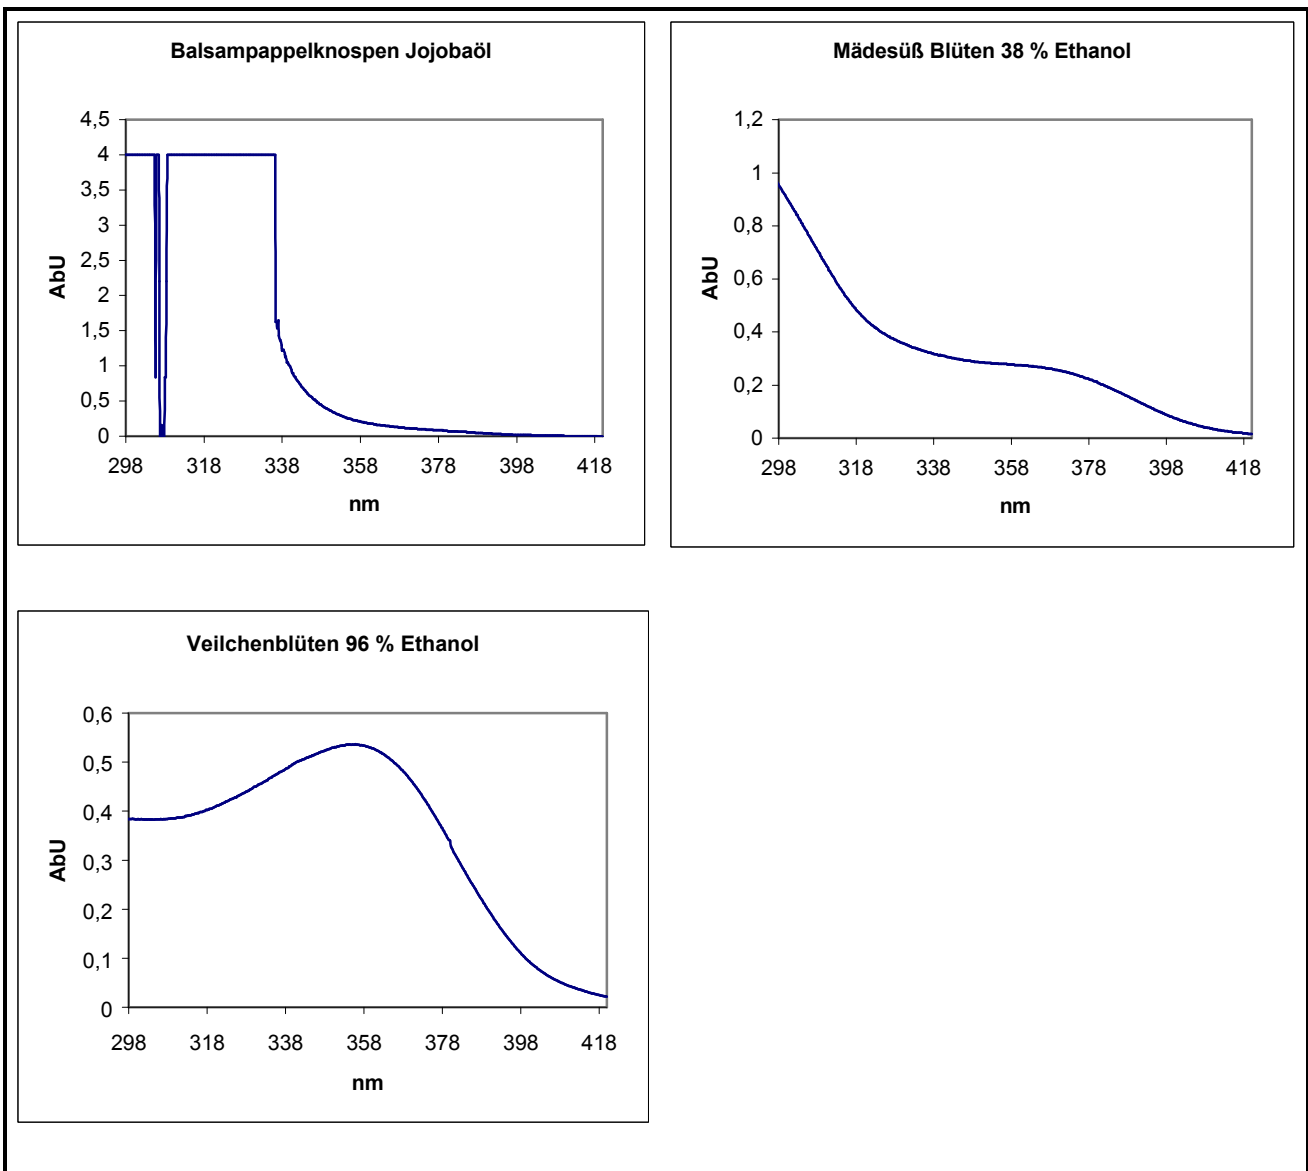 Balsampappelknospen Jojobaöl
4,5
4
3,5
3
2,5
2
1,5
1
0,5
0
AbU
298 318 338 358 378 398 418
nm
Mädesüß Blüten 38 % Ethanol
1,2
1
0,8
0,6
0,4
0,2
0
AbU
298 318 338 358 378 398 418
nm
Veilchenblüten 96 % Ethanol
0,6
0,5
0,4
0,3
0,2
0,1
0
AbU
298 318 338 358 378 398 418
nm